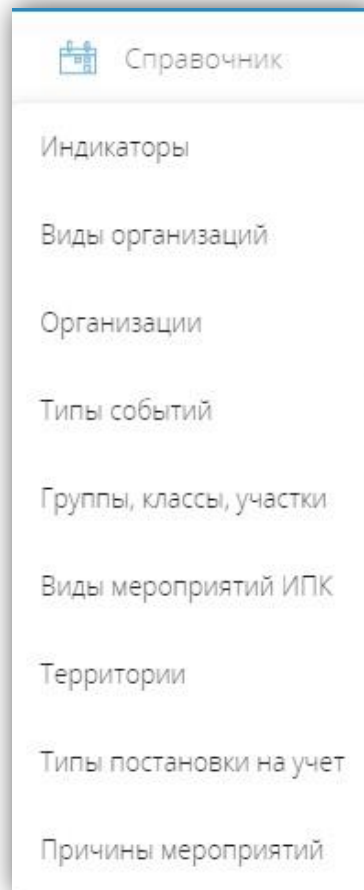 Справочник
Индикаторы
Виды организаций
Организации
Типы событий
Группы, классы, участки
Виды мероприятий ИПК
Территории
Типы постановки на учет
Причины мероприятий